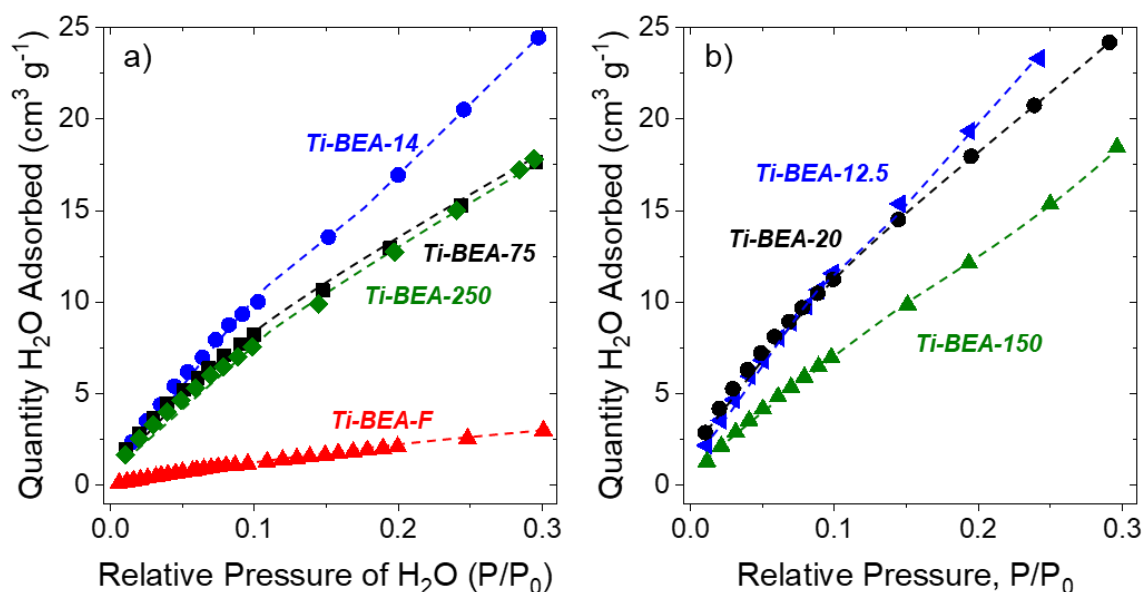 a)
Quantity H₂O Adsorbed (cm³ g⁻¹)
25
20
15
10
5
0
Ti-BEA-14
Ti-BEA-75
Ti-BEA-250
Ti-BEA-F
0.0 0.1 0.2 0.3
Relative Pressure of H₂O (P/P₀)
b)
Quantity H₂O Adsorbed (cm³ g⁻¹)
25
20
15
10
5
0
Ti-BEA-12.5
Ti-BEA-20
Ti-BEA-150
0.0 0.1 0.2 0.3
Relative Pressure, P/P₀